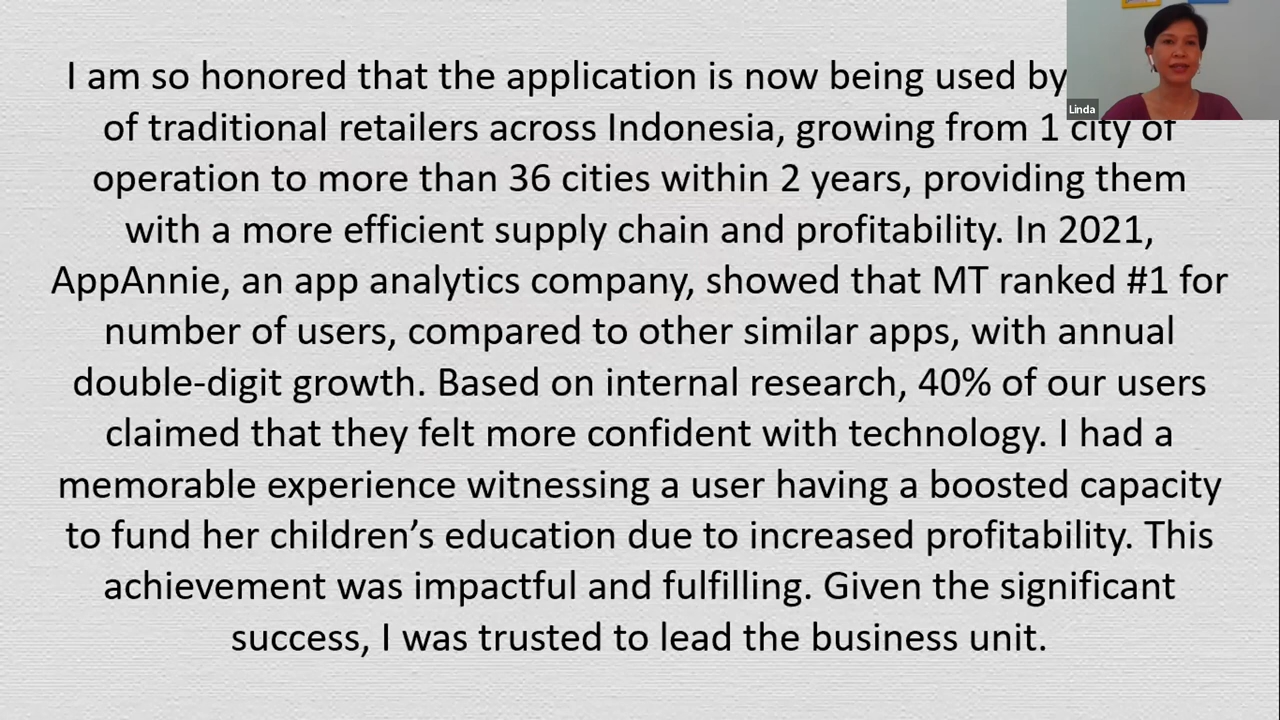 I am so honored that the application is now being used by
Linda
of traditional retailers across Indonesia, growing from 1 city of
operation to more than 36 cities within 2 years, providing them
with a more efficient supply chain and profitability. In 2021,
AppAnnie, an app analytics company, showed that MT ranked #1 for
number of users, compared to other similar apps, with annual
double-digit growth. Based on internal research, 40% of our users
claimed that they felt more confident with technology. I had a
memorable experience witnessing a user having a boosted capacity
to fund her children’s education due to increased profitability. This
achievement was impactful and fulfilling. Given the significant
success, I was trusted to lead the business unit.